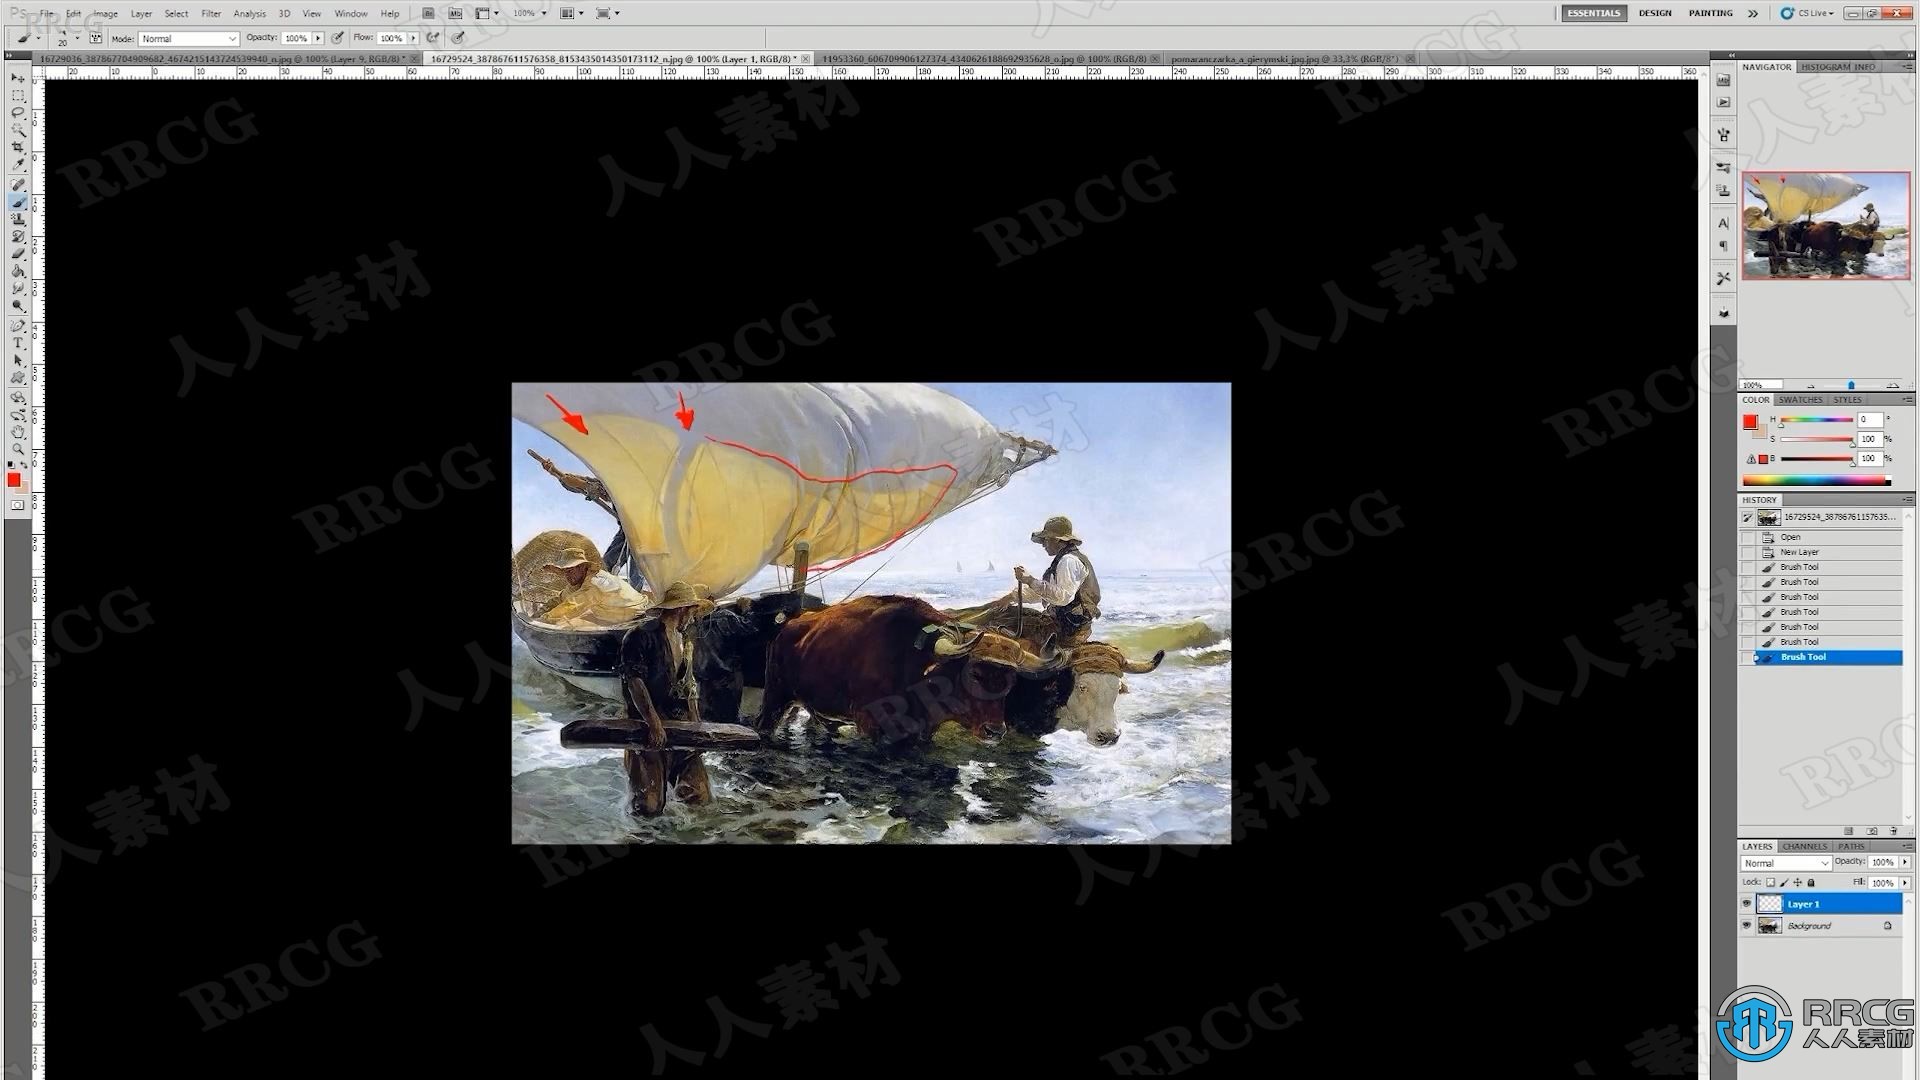 Ps File Edit Image Layer Select Filter Analysis 3D View Window Help Br Mb 100% ESSENTIALS DESIGN PAINTING CS Live
20 Mode: Normal Opacity: 100% Flow: 100%
16729036_387867704909682_4674215143724539940_n.jpg @ 100% (Layer 9, RGB/8) * 16729524_387867611576358_8153435014350173112_n.jpg @ 100% (Layer 1, RGB/8) * 11953360_606709906127374_4340626188692935628_o.jpg @ 100% (RGB/8) pomaranczarka_a_gierymski_jpg.jpg @ 33,3% (RGB/8*)
NAVIGATOR HISTOGRAM INFO
100%
COLOR SWATCHES STYLES
H 0 °
S 100 %
B 100 %
HISTORY
16729524_38786761157635...
Open
New Layer
Brush Tool
Brush Tool
Brush Tool
Brush Tool
Brush Tool
Brush Tool
Brush Tool
LAYERS CHANNELS PATHS
Normal Opacity: 100%
Lock: Fill: 100%
Layer 1
Background
RRCG
人人素材